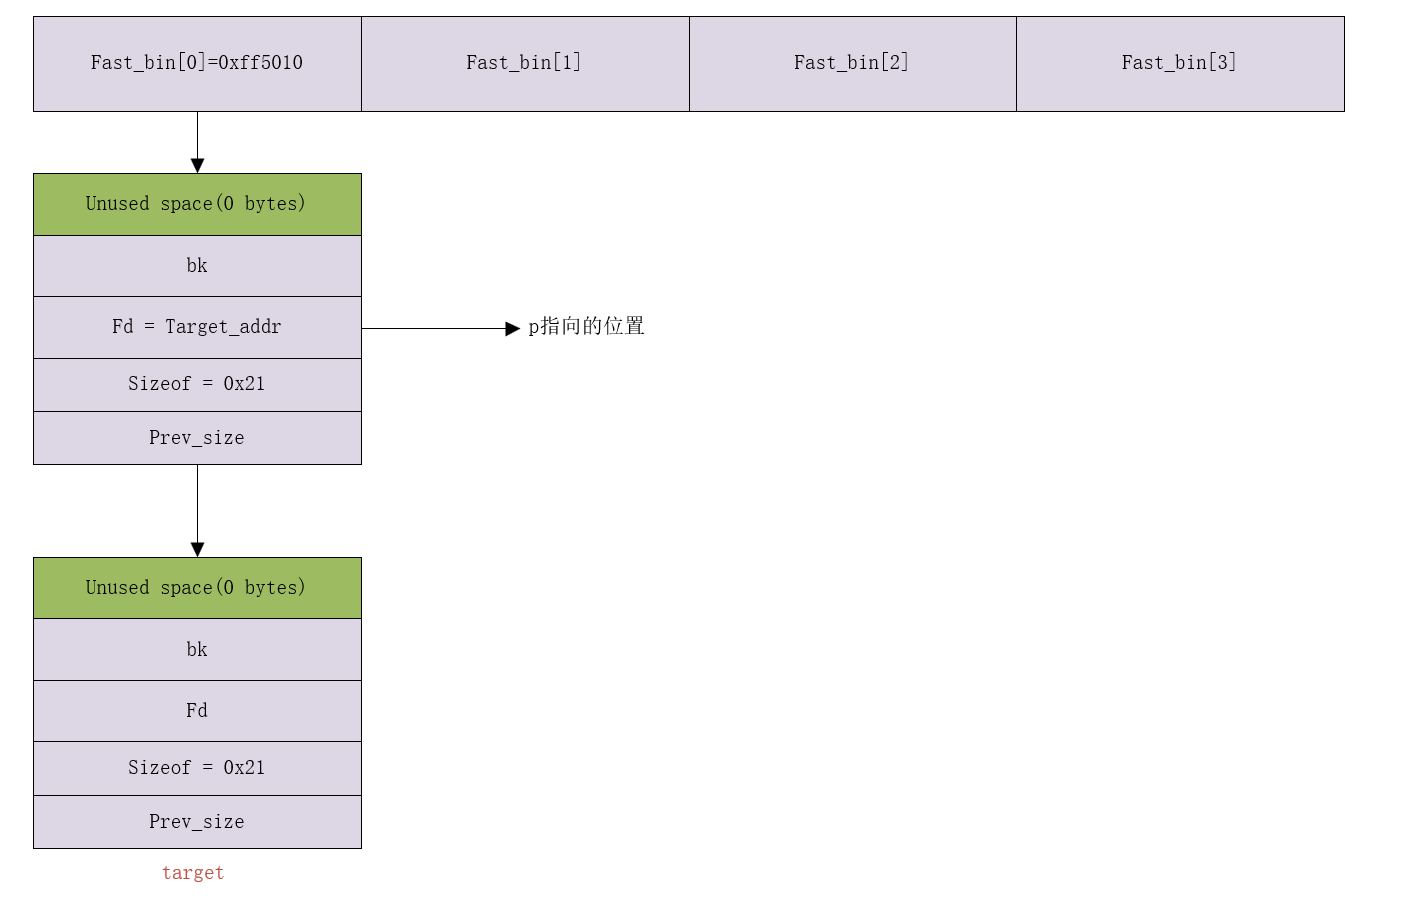 Fast_bin[0]=0xff5010
Fast_bin[1]
Fast_bin[2]
Fast_bin[3]
Unused space(0 bytes)
bk
Fd = Target_addr
p指向的位置
Sizeof = 0x21
Prev_size
Unused space(0 bytes)
bk
Fd
Sizeof = 0x21
Prev_size
target